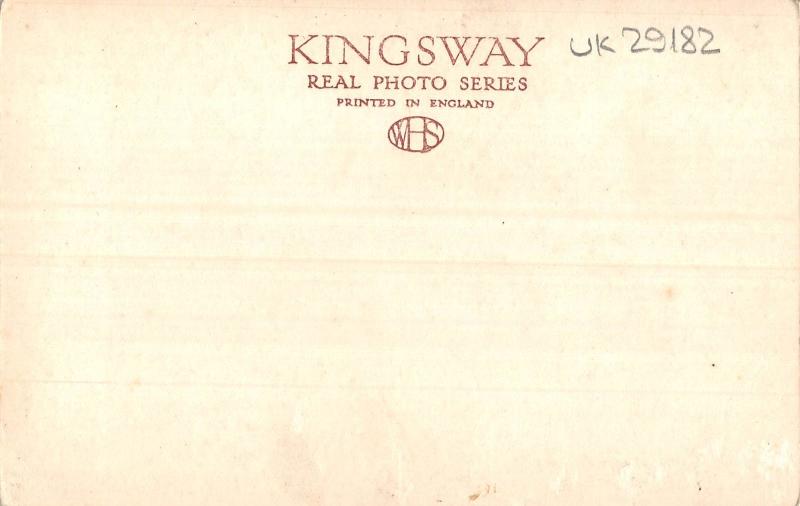 KINGSWAY
UK 29182
REAL PHOTO SERIES
PRINTED IN ENGLAND
WHS